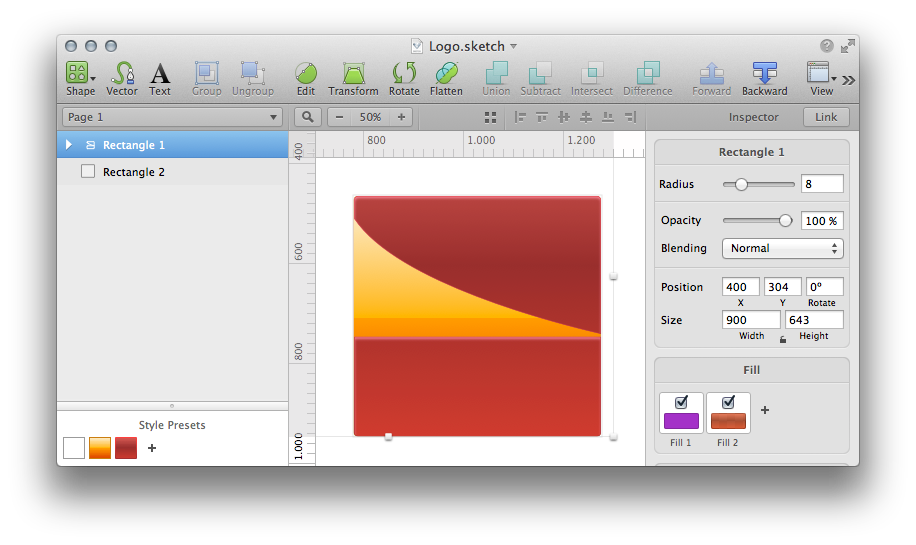 Logo.sketch
Shape Vector Text Group Ungroup Edit Transform Rotate Flatten Union Subtract Intersect Difference Forward Backward View
Page 1 50% Inspector Link
Rectangle 1
Rectangle 2
Style Presets
800 1.000 1.200
400
600
800
1.000
Rectangle 1
Radius 8
Opacity 100 %
Blending Normal
Position 400 304 0°
X Y Rotate
Size 900 643
Width Height
Fill
Fill 1 Fill 2